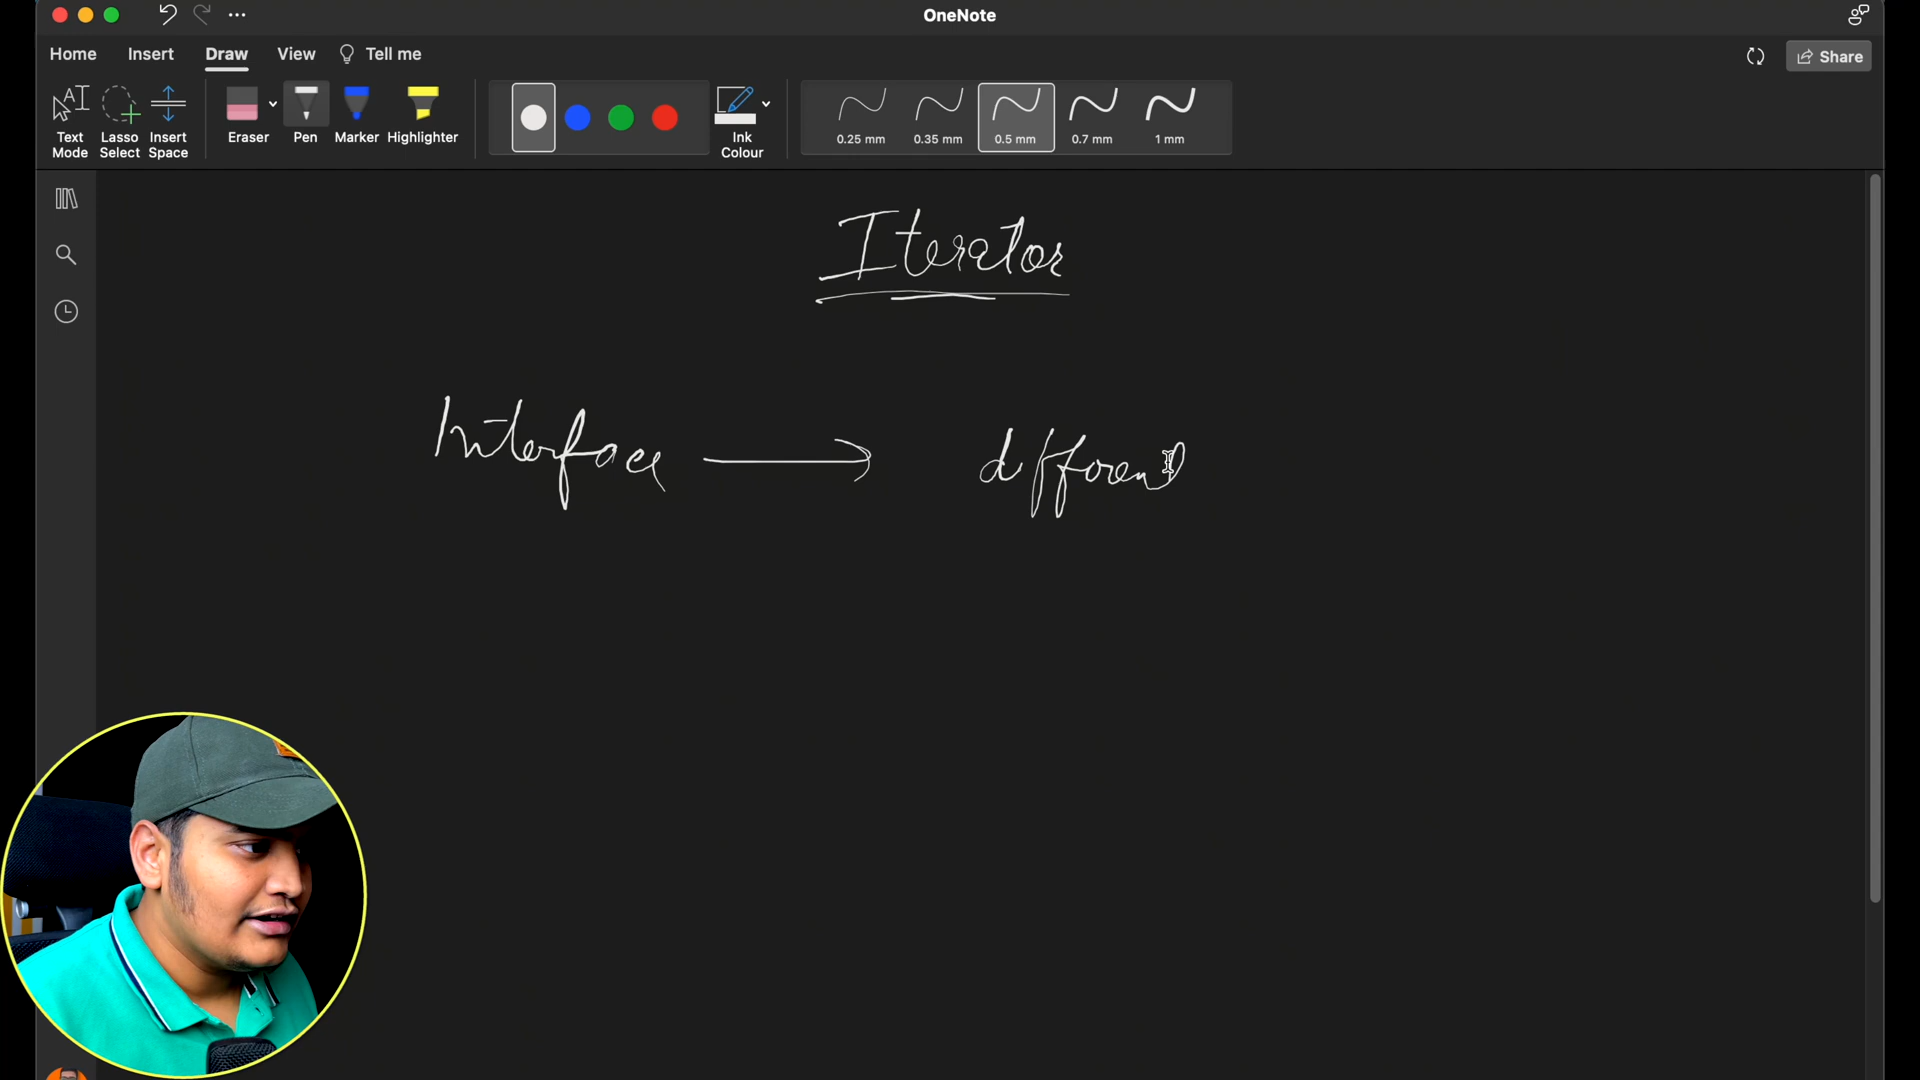 OneNote
Home Insert Draw View Tell me Share
Text Mode Lasso Select Insert Space Eraser Pen Marker Highlighter Ink Colour 0.25 mm 0.35 mm 0.5 mm 0.7 mm 1 mm
Iterator
Interface different